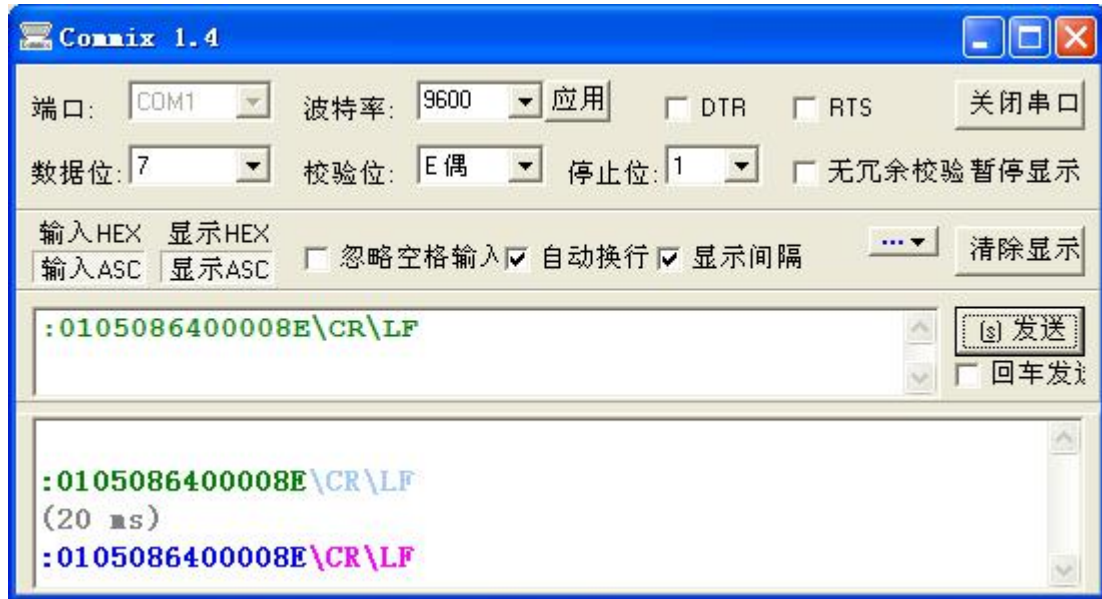 Commix 1.4
端口: COM1 波特率: 9600 应用 DTR RTS 关闭串口
数据位: 7 校验位: E偶 停止位: 1 无冗余校验 暂停显示
输入HEX 显示HEX
输入ASC 显示ASC 忽略空格输入 自动换行 显示间隔 ... 清除显示
:0105086400008E\CR\LF
(s) 发送
回车发送
:0105086400008E\CR\LF
(20 ms)
:0105086400008E\CR\LF